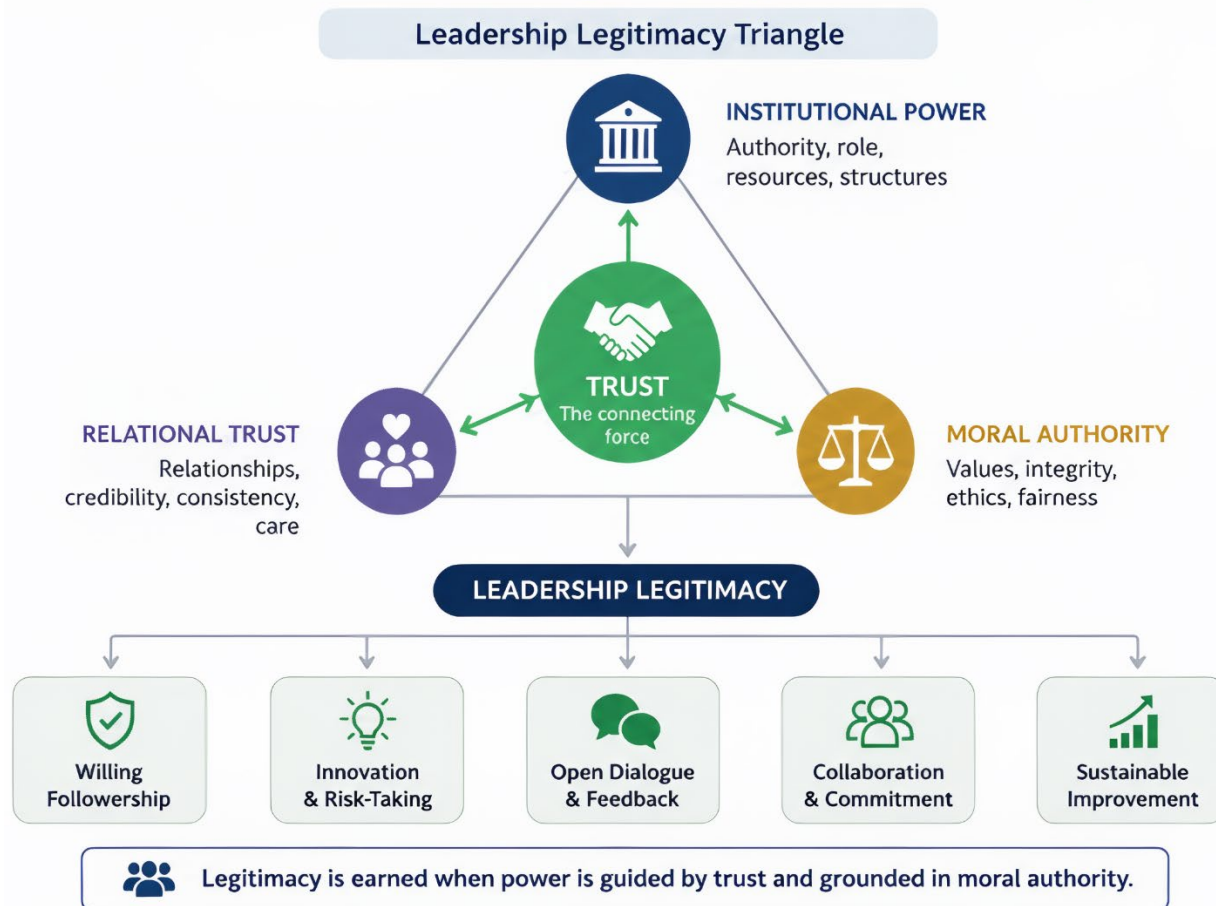 Leadership Legitimacy Triangle
INSTITUTIONAL POWER
Authority, role,
resources, structures
TRUST
The connecting
force
RELATIONAL TRUST
Relationships,
credibility, consistency,
care
MORAL AUTHORITY
Values, integrity,
ethics, fairness
LEADERSHIP LEGITIMACY
Willing
Followership
Innovation
& Risk-Taking
Open Dialogue
& Feedback
Collaboration
& Commitment
Sustainable
Improvement
Legitimacy is earned when power is guided by trust and grounded in moral authority.